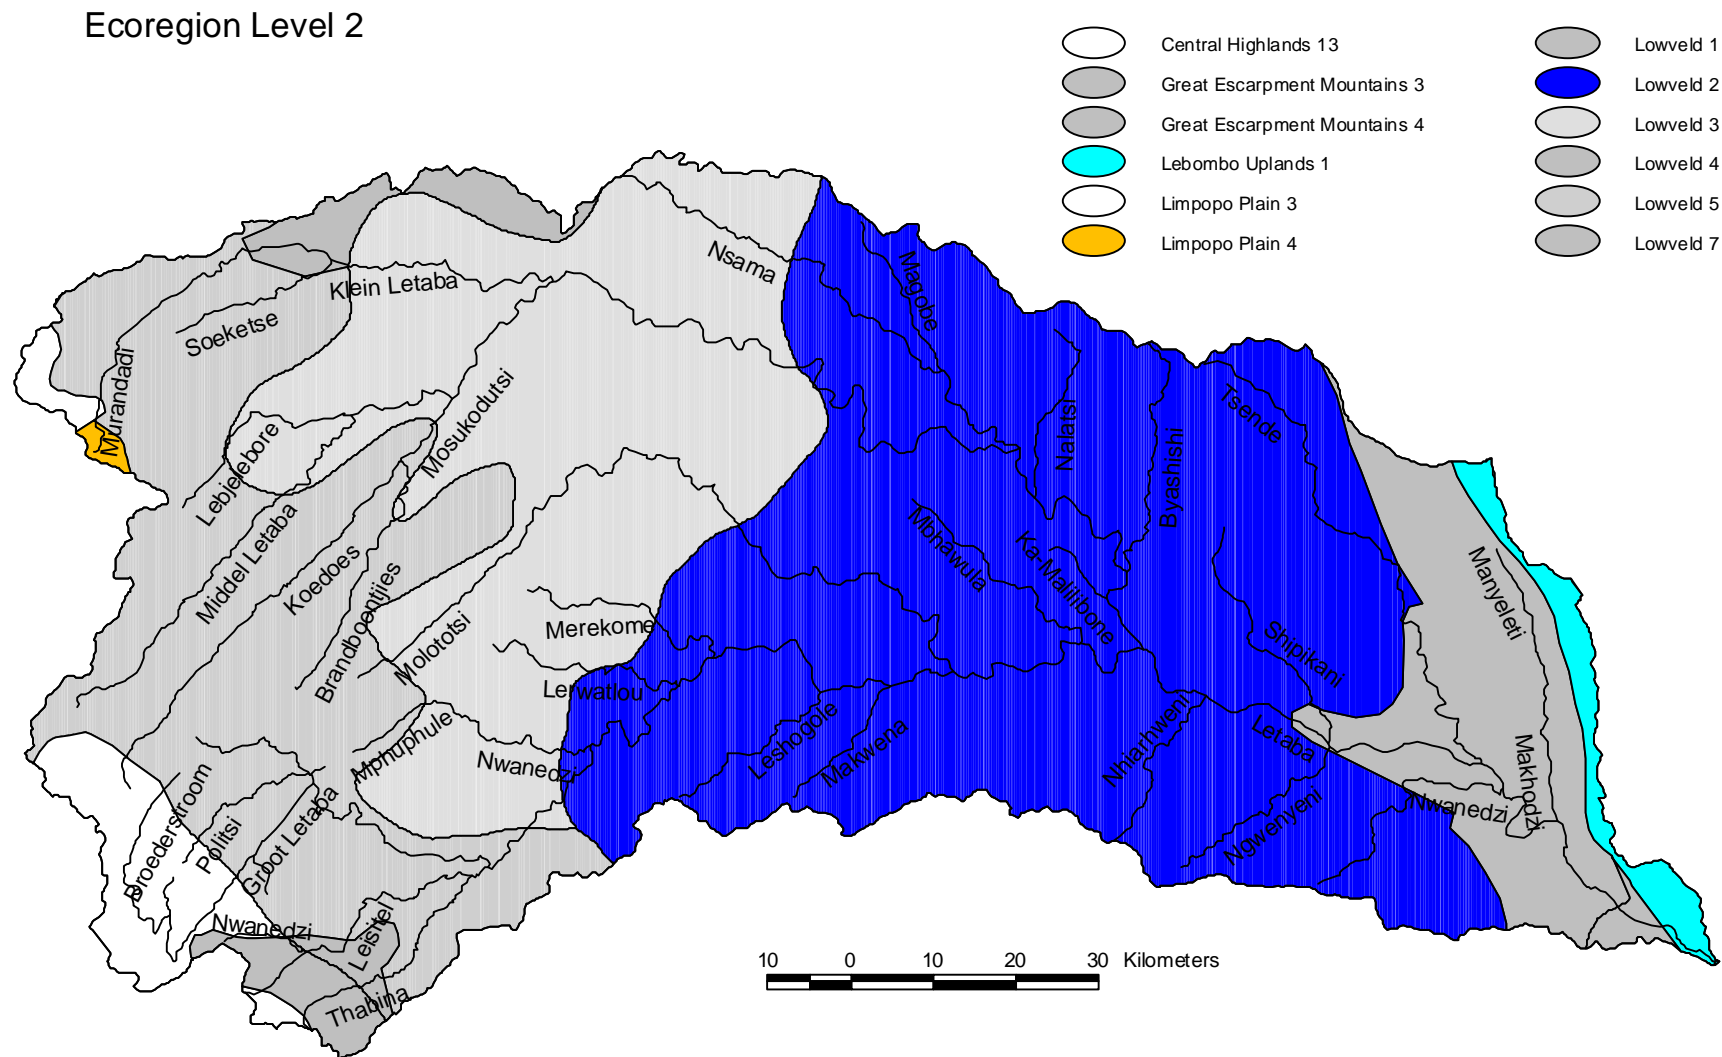 Ecoregion Level 2
Central Highlands 13
Great Escarpment Mountains 3
Great Escarpment Mountains 4
Lebombo Uplands 1
Limpopo Plain 3
Limpopo Plain 4
Lowveld 1
Lowveld 2
Lowveld 3
Lowveld 4
Lowveld 5
Lowveld 7
Nsama
Magobe
Klein Letaba
Soeketse
Murandadi
Mosukodutsi
Nalatsi
Byashishi
Tsende
Lebjelebore
Middel Letaba
Koedoes
Brandboontjies
Molototsi
Merekome
Lerwatlou
Mbhawula
Ka-Malilibone
Shipikani
Manyeleti
Mphuphule
Nwanedzi
Leshogole
Makwena
Nhlarhweni
Letaba
Ngwenyeni
Nwanedzi
Makhodzi
Broederstroom
Politsi
Groot Letaba
Nwanedzi
Leisitel
Thabina
10 0 10 20 30 Kilometers